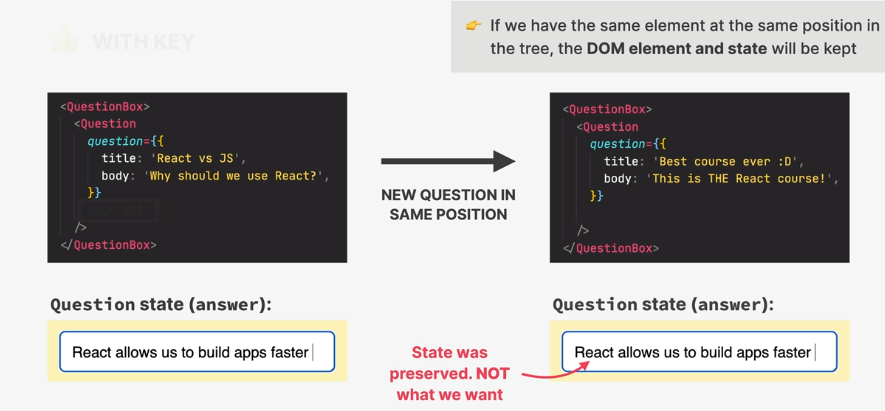 👍 WITH KEY
👉 If we have the same element at the same position in
the tree, the DOM element and state will be kept
<QuestionBox>
<Question
question={{
title: 'React vs JS',
body: 'Why should we use React?',
}}
/>
</QuestionBox>
NEW QUESTION IN
SAME POSITION
<QuestionBox>
<Question
question={{
title: 'Best course ever :D',
body: 'This is THE React course!',
}}
/>
</QuestionBox>
Question state (answer):
React allows us to build apps faster
State was
preserved. NOT
what we want
Question state (answer):
React allows us to build apps faster